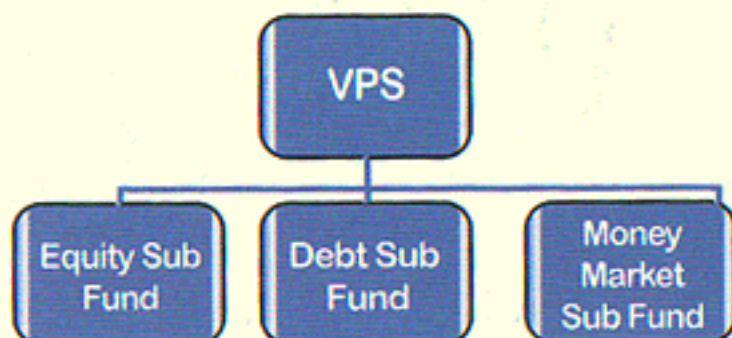 VPS
Equity Sub
Fund
Debt Sub
Fund
Money
Market
Sub Fund